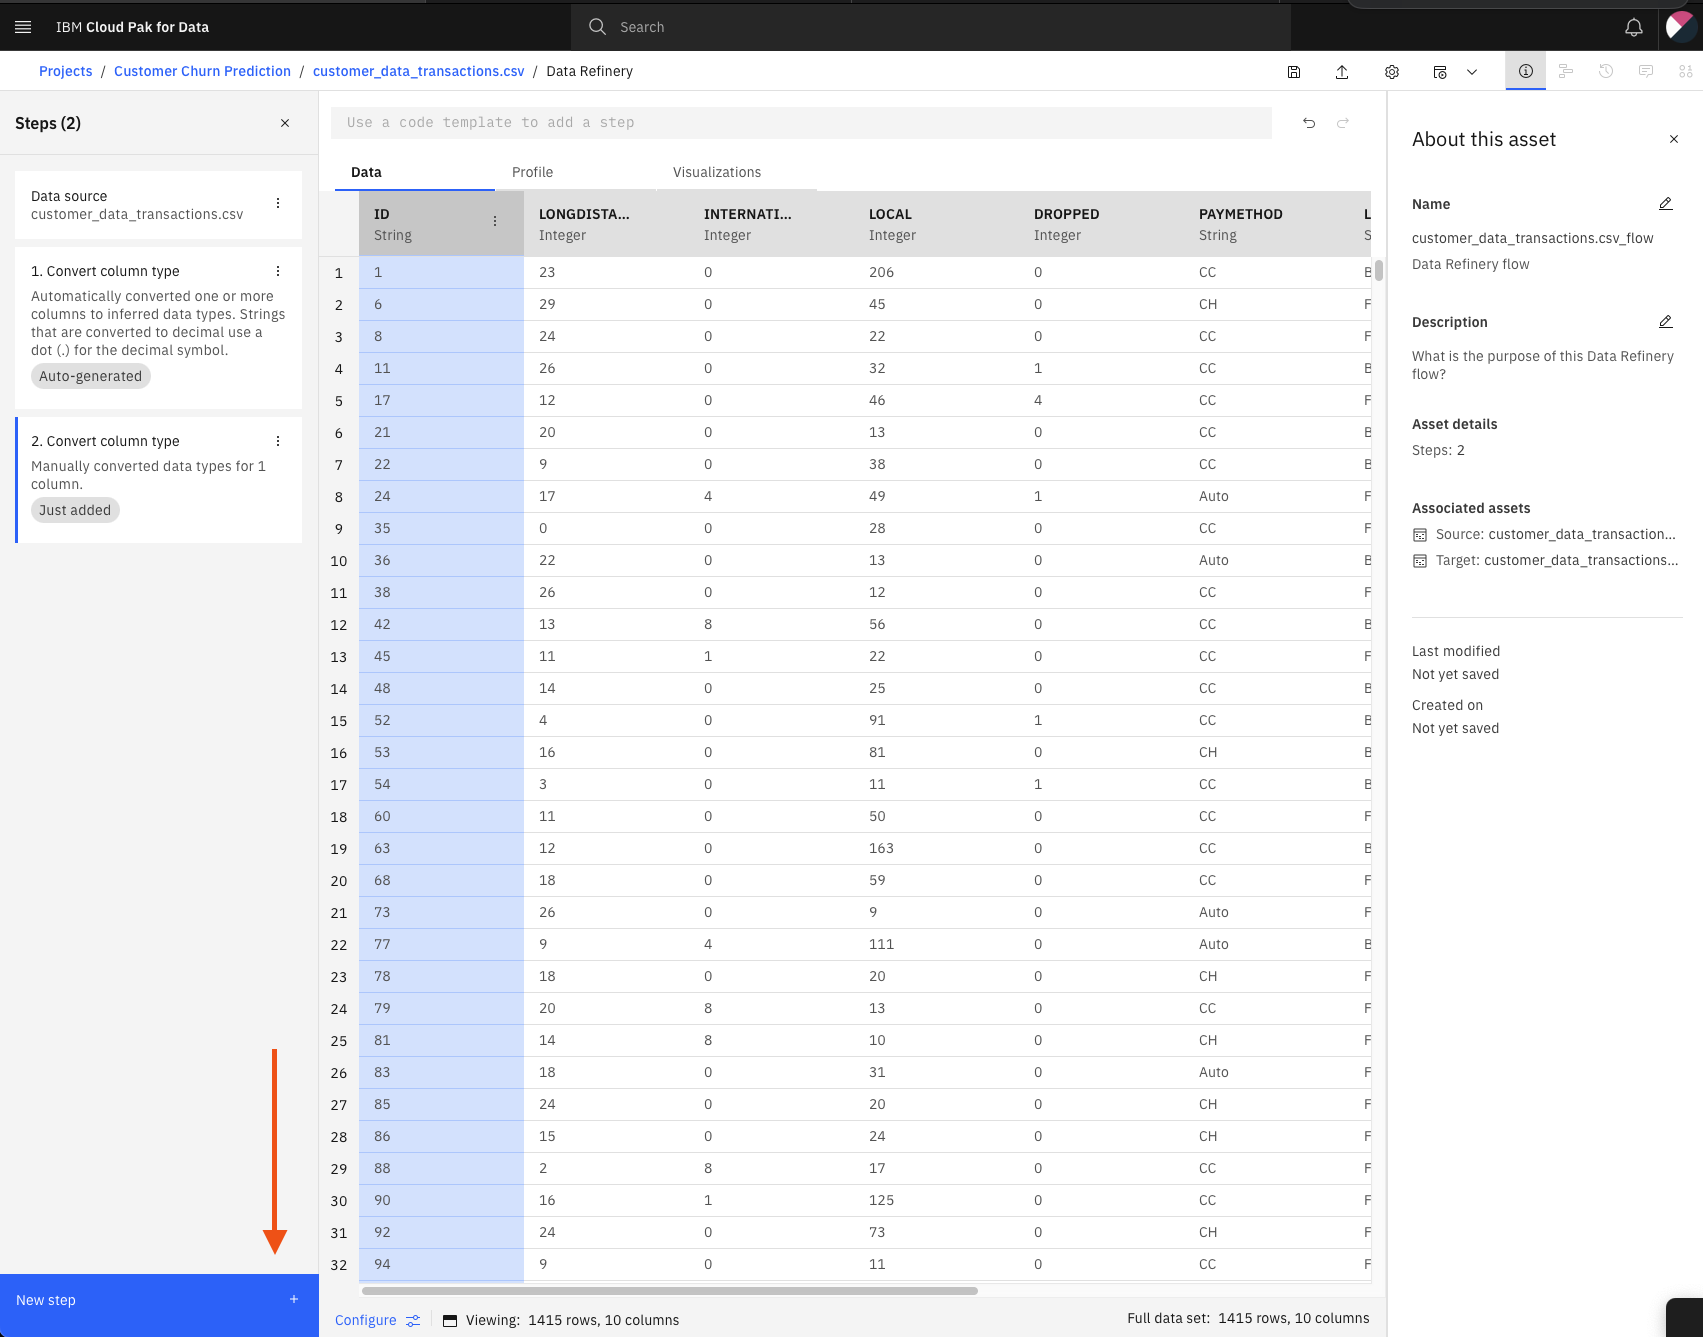 IBM Cloud Pak for Data
Search
Projects / Customer Churn Prediction / customer_data_transactions.csv / Data Refinery
Steps (2)
Data source
customer_data_transactions.csv
1. Convert column type
Automatically converted one or more
columns to inferred data types. Strings
that are converted to decimal use a
dot (.) for the decimal symbol.
Auto-generated
2. Convert column type
Manually converted data types for 1
column.
Just added
New step +
Use a code template to add a step
Data Profile Visualizations
ID LONGDISTA... INTERNATI... LOCAL DROPPED PAYMETHOD L
String Integer Integer Integer Integer String S
1 1 23 0 206 0 CC B
2 6 29 0 45 0 CH F
3 8 24 0 22 0 CC F
4 11 26 0 32 1 CC B
5 17 12 0 46 4 CC F
6 21 20 0 13 0 CC B
7 22 9 0 38 0 CC B
8 24 17 4 49 1 Auto F
9 35 0 0 28 0 CC F
10 36 22 0 13 0 Auto B
11 38 26 0 12 0 CC F
12 42 13 8 56 0 CC B
13 45 11 1 22 0 CC F
14 48 14 0 25 0 CC B
15 52 4 0 91 1 CC B
16 53 16 0 81 0 CH B
17 54 3 0 11 1 CC B
18 60 11 0 50 0 CC F
19 63 12 0 163 0 CC B
20 68 18 0 59 0 CC F
21 73 26 0 9 0 Auto F
22 77 9 4 111 0 Auto B
23 78 18 0 20 0 CH F
24 79 20 8 13 0 CC F
25 81 14 8 10 0 CH F
26 83 18 0 31 0 Auto F
27 85 24 0 20 0 CH F
28 86 15 0 24 0 CH F
29 88 2 8 17 0 CC F
30 90 16 1 125 0 CC F
31 92 24 0 73 0 CH F
32 94 9 0 11 0 CC F
Configure Viewing: 1415 rows, 10 columns Full data set: 1415 rows, 10 columns
About this asset
Name
customer_data_transactions.csv_flow
Data Refinery flow
Description
What is the purpose of this Data Refinery
flow?
Asset details
Steps: 2
Associated assets
Source: customer_data_transaction...
Target: customer_data_transactions...
Last modified
Not yet saved
Created on
Not yet saved